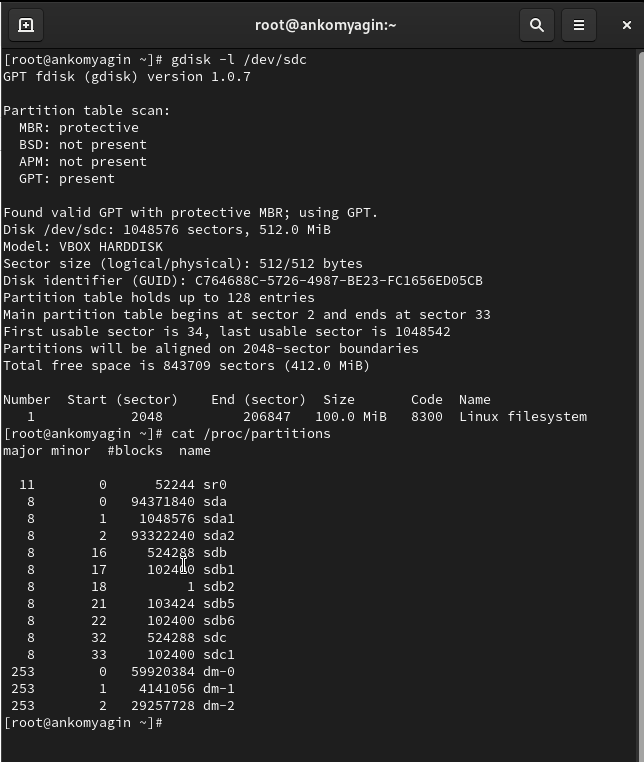 root@ankomyagin:~
[root@ankomyagin ~]# gdisk -l /dev/sdc
GPT fdisk (gdisk) version 1.0.7

Partition table scan:
  MBR: protective
  BSD: not present
  APM: not present
  GPT: present

Found valid GPT with protective MBR; using GPT.
Disk /dev/sdc: 1048576 sectors, 512.0 MiB
Model: VBOX HARDDISK
Sector size (logical/physical): 512/512 bytes
Disk identifier (GUID): C764688C-5726-4987-BE23-FC1656ED05CB
Partition table holds up to 128 entries
Main partition table begins at sector 2 and ends at sector 33
First usable sector is 34, last usable sector is 1048542
Partitions will be aligned on 2048-sector boundaries
Total free space is 843709 sectors (412.0 MiB)

Number  Start (sector)    End (sector)  Size       Code  Name
   1            2048          206847   100.0 MiB   8300  Linux filesystem
[root@ankomyagin ~]# cat /proc/partitions
major minor  #blocks  name

  11        0      52244 sr0
   8        0   94371840 sda
   8        1    1048576 sda1
   8        2   93322240 sda2
   8       16     524288 sdb
   8       17     102400 sdb1
   8       18          1 sdb2
   8       21     103424 sdb5
   8       22     102400 sdb6
   8       32     524288 sdc
   8       33     102400 sdc1
 253        0   59920384 dm-0
 253        1    4141056 dm-1
 253        2   29257728 dm-2
[root@ankomyagin ~]#